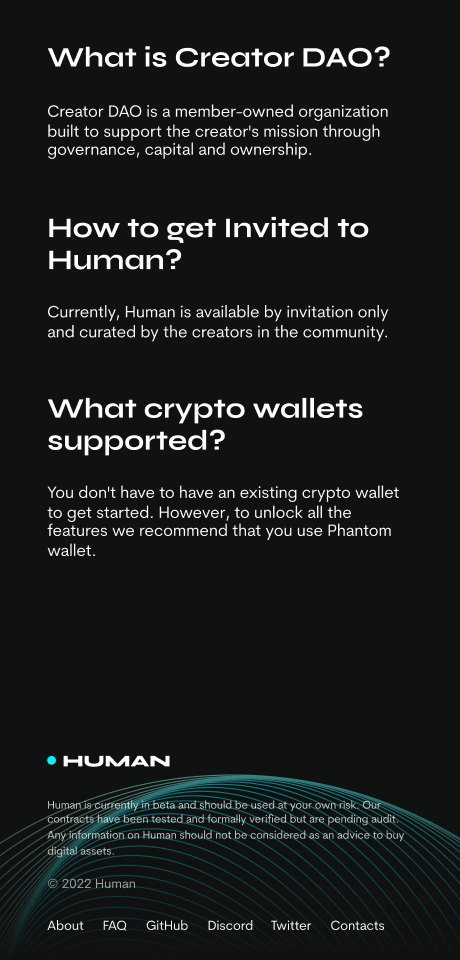 What is Creator DAO?
Creator DAO is a member-owned organization
built to support the creator's mission through
governance, capital and ownership.
How to get Invited to
Human?
Currently, Human is available by invitation only
and curated by the creators in the community.
What crypto wallets
supported?
You don't have to have an existing crypto wallet
to get started. However, to unlock all the
features we recommend that you use Phantom
wallet.
HUMAN
Human is currently in beta and should be used at your own risk. Our
contracts have been tested and formally verified but are pending audit.
Any information on Human should not be considered as an advice to buy
digital assets.
© 2022 Human
About FAQ GitHub Discord Twitter Contacts